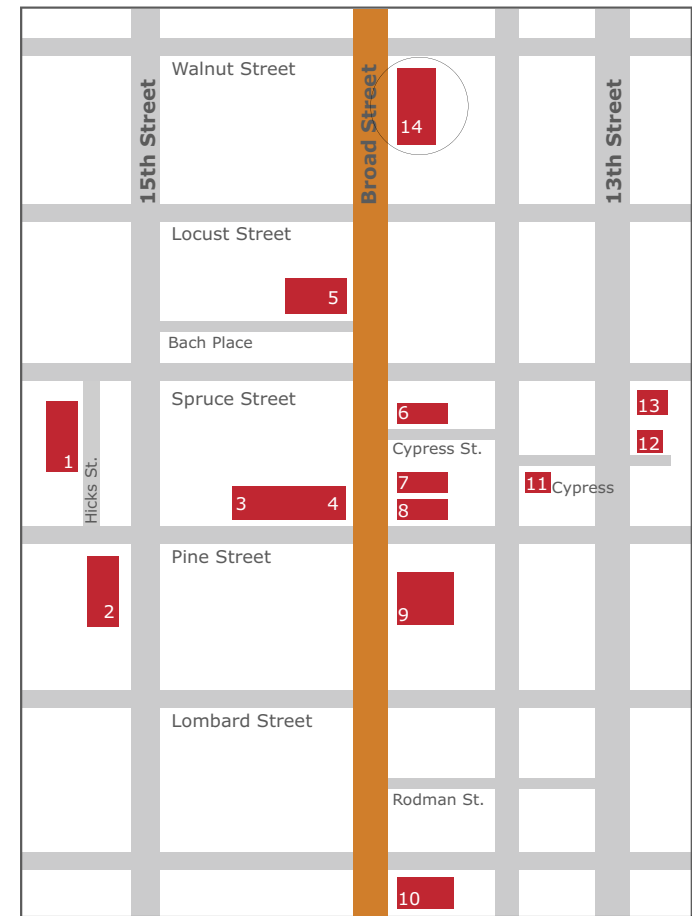 Walnut Street
15th Street
Broad Street
13th Street
14
Locust Street
5
Bach Place
Spruce Street
13
6
12
Cypress St.
1
Hicks St.
7
11
Cypress
3
4
8
Pine Street
2
9
Lombard Street
Rodman St.
10